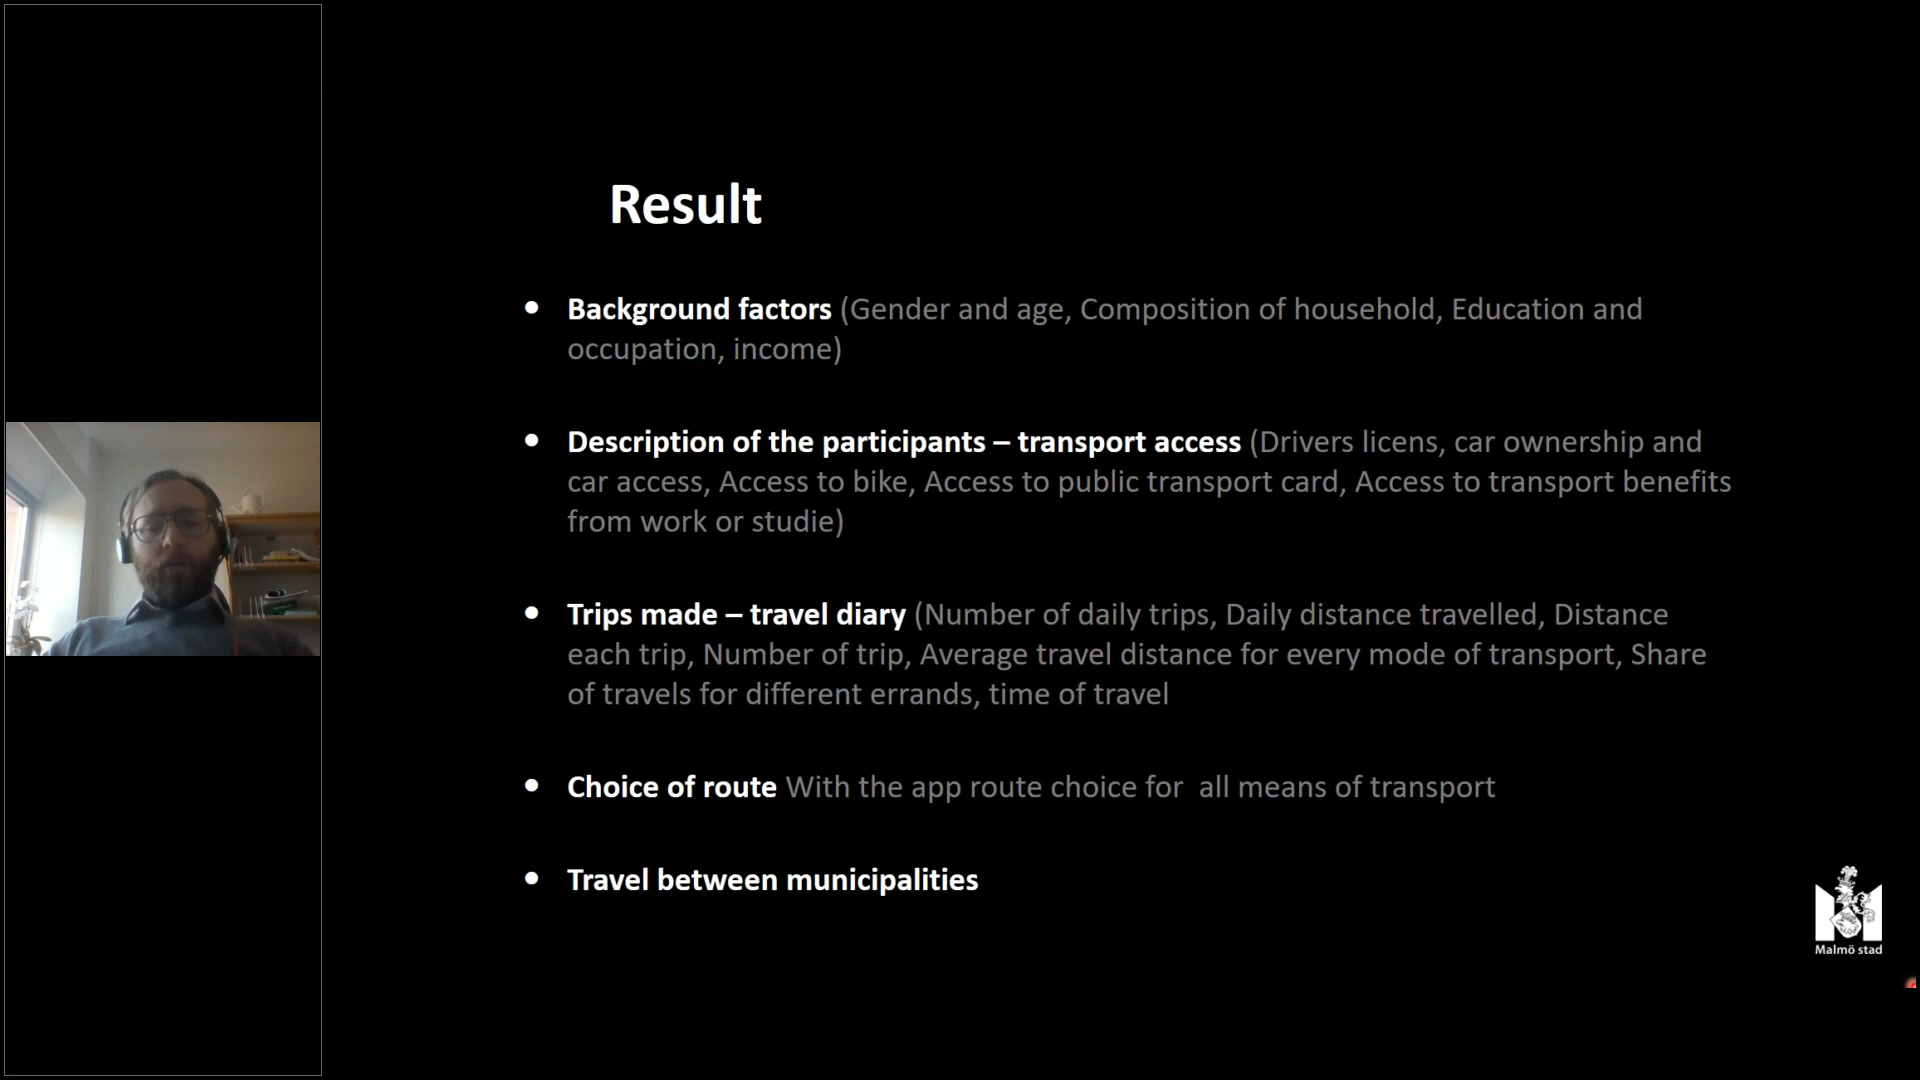 Result
• Background factors (Gender and age, Composition of household, Education and
occupation, income)
• Description of the participants – transport access (Drivers licens, car ownership and
car access, Access to bike, Access to public transport card, Access to transport benefits
from work or studie)
• Trips made – travel diary (Number of daily trips, Daily distance travelled, Distance
each trip, Number of trip, Average travel distance for every mode of transport, Share
of travels for different errands, time of travel
• Choice of route With the app route choice for  all means of transport
• Travel between municipalities
Malmö stad